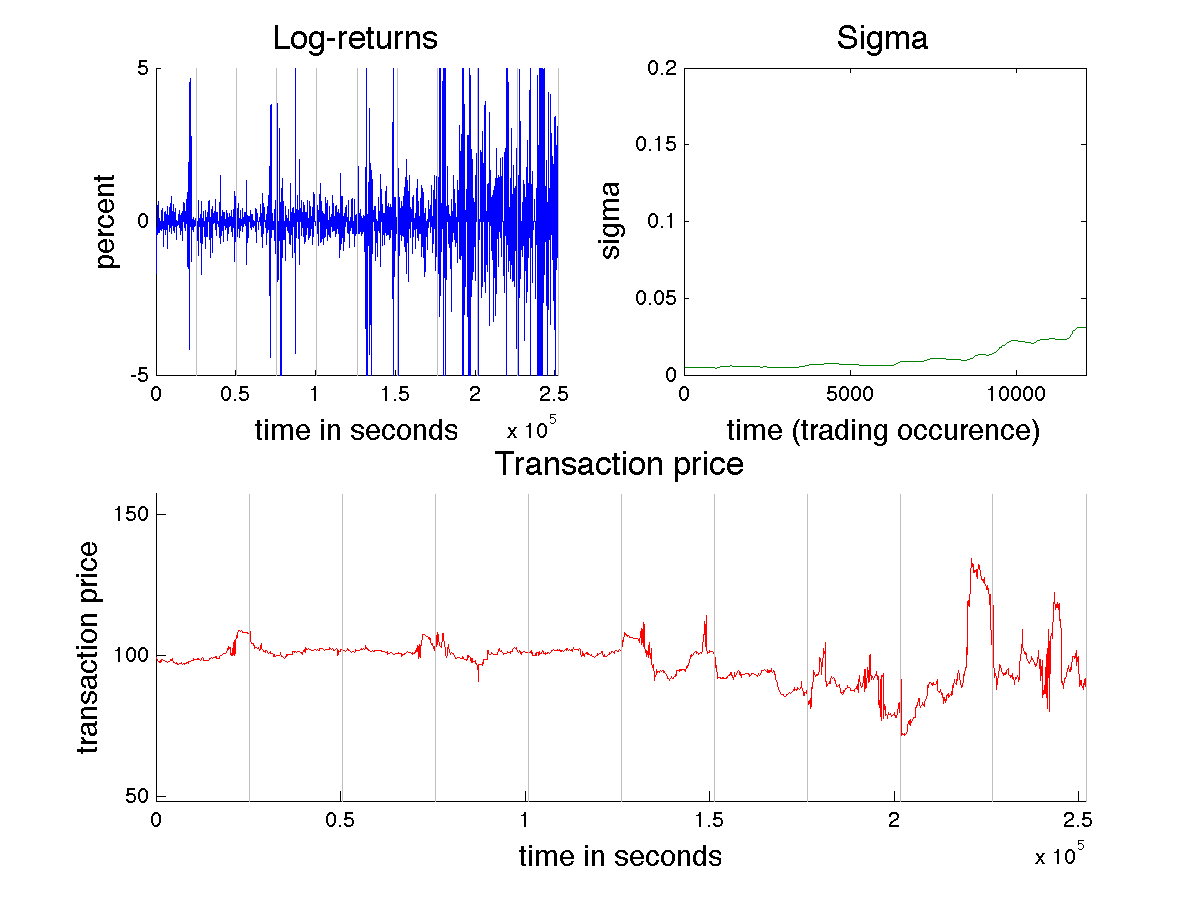 Log-returns
5
0
-5
percent
0
0.5
1
1.5
2
2.5
time in seconds
x 10^5
Sigma
0.2
0.15
0.1
0.05
0
sigma
0
5000
10000
time (trading occurence)
Transaction price
150
100
50
transaction price
0
0.5
1
1.5
2
2.5
time in seconds
x 10^5